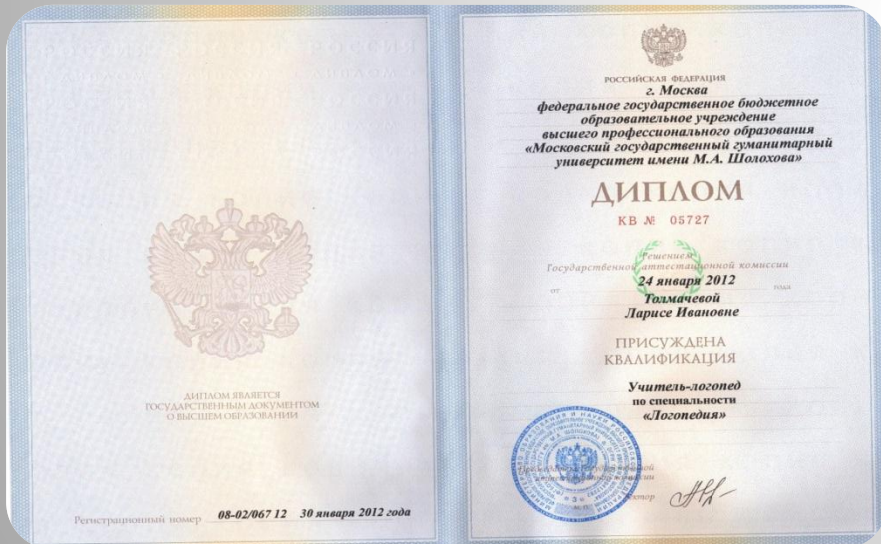 ДИПЛОМ ЯВЛЯЕТСЯ
ГОСУДАРСТВЕННЫМ ДОКУМЕНТОМ
О ВЫСШЕМ ОБРАЗОВАНИИ
Регистрационный номер 08-02/067 12 30 января 2012 года
РОССИЙСКАЯ ФЕДЕРАЦИЯ
г. Москва
федеральное государственное бюджетное
образовательное учреждение
высшего профессионального образования
«Московский государственный гуманитарный
университет имени М.А. Шолохова»
ДИПЛОМ
КВ № 05727
Решением
Государственной аттестационной комиссии
от 24 января 2012 года
Толмачевой
Ларисе Ивановне
ПРИСУЖДЕНА
КВАЛИФИКАЦИЯ
Учитель-логопед
по специальности
«Логопедия»